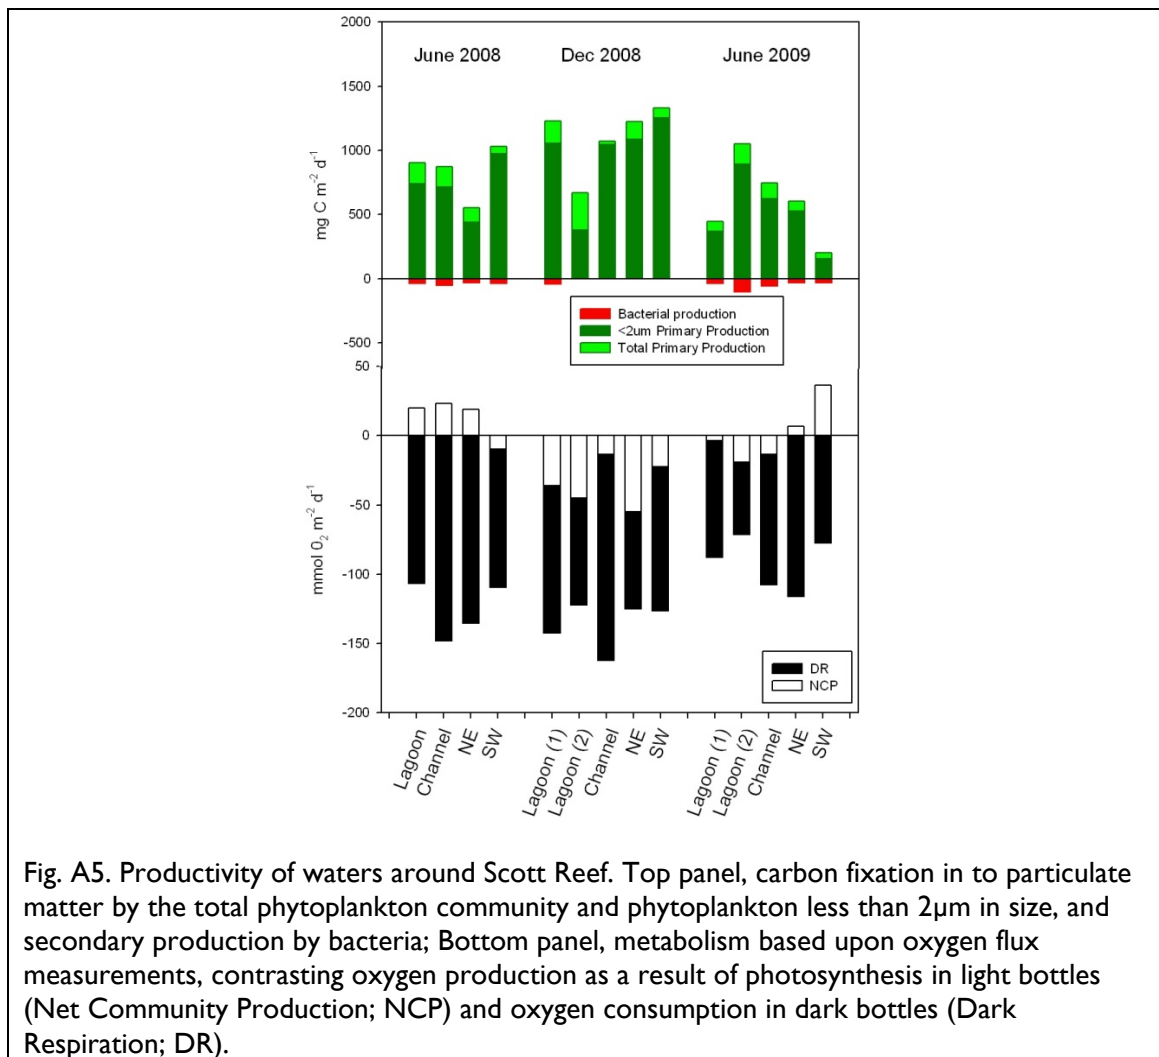 2000
June 2008
Dec 2008
June 2009
1500
1000
500
0
-500
mg C m-2 d-1
Bacterial production
<2um Primary Production
Total Primary Production
50
0
-50
-100
-150
-200
mmol 02 m-2 d-1
DR
NCP
Lagoon
Channel
NE
SW
Lagoon (1)
Lagoon (2)
Channel
NE
SW
Lagoon (1)
Lagoon (2)
Channel
NE
SW
Fig. A5. Productivity of waters around Scott Reef. Top panel, carbon fixation in to particulate
matter by the total phytoplankton community and phytoplankton less than 2µm in size, and
secondary production by bacteria; Bottom panel, metabolism based upon oxygen flux
measurements, contrasting oxygen production as a result of photosynthesis in light bottles
(Net Community Production; NCP) and oxygen consumption in dark bottles (Dark
Respiration; DR).